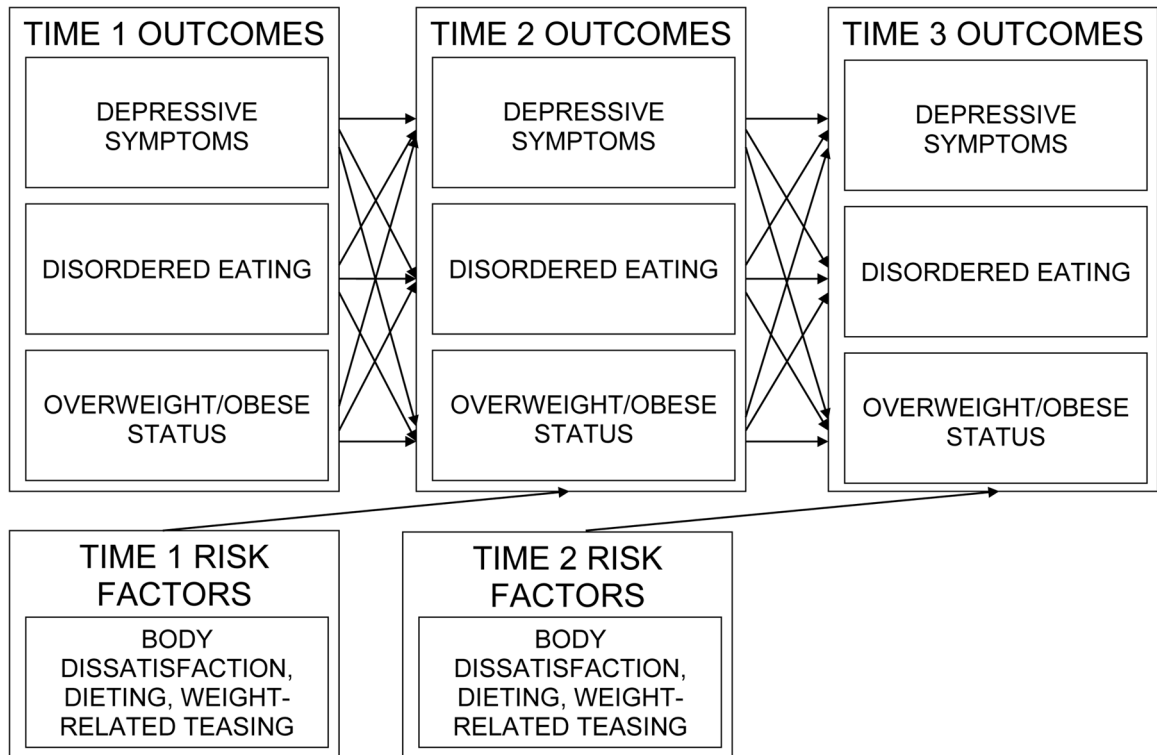 TIME 1 OUTCOMES
DEPRESSIVE
SYMPTOMS
DISORDERED EATING
OVERWEIGHT/OBESE
STATUS
TIME 2 OUTCOMES
DEPRESSIVE
SYMPTOMS
DISORDERED EATING
OVERWEIGHT/OBESE
STATUS
TIME 3 OUTCOMES
DEPRESSIVE
SYMPTOMS
DISORDERED EATING
OVERWEIGHT/OBESE
STATUS
TIME 1 RISK
FACTORS
BODY
DISSATISFACTION,
DIETING, WEIGHT-
RELATED TEASING
TIME 2 RISK
FACTORS
BODY
DISSATISFACTION,
DIETING, WEIGHT-
RELATED TEASING